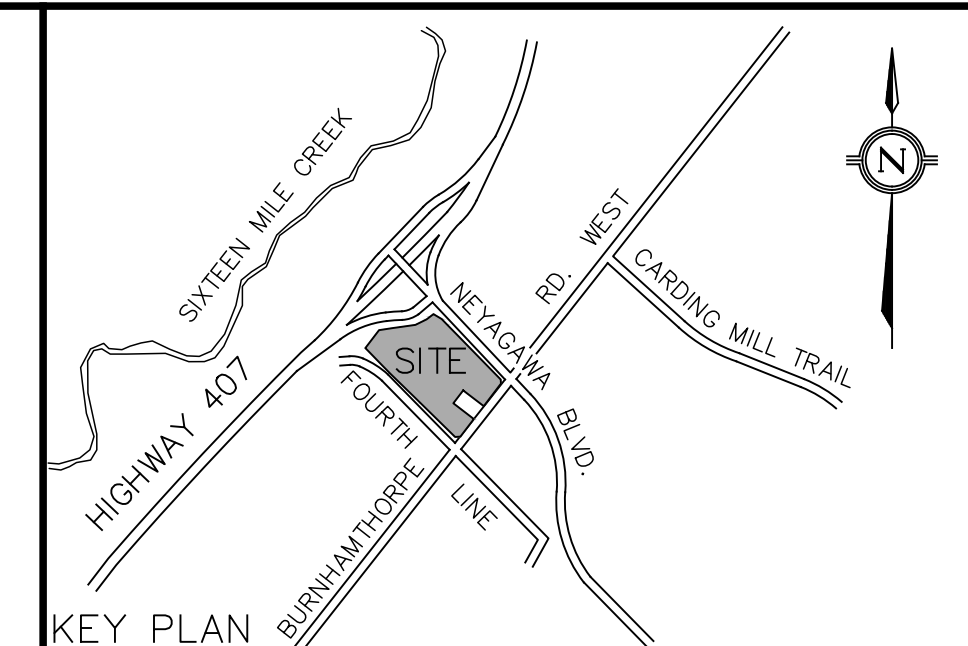 SIXTEEN MILE CREEK
HIGHWAY 407
SITE
NEYAGAWA
BLVD.
BURNHAMTHORPE
RD. WEST
CARDING MILL TRAIL
FOURTH
LINE
N
KEY PLAN